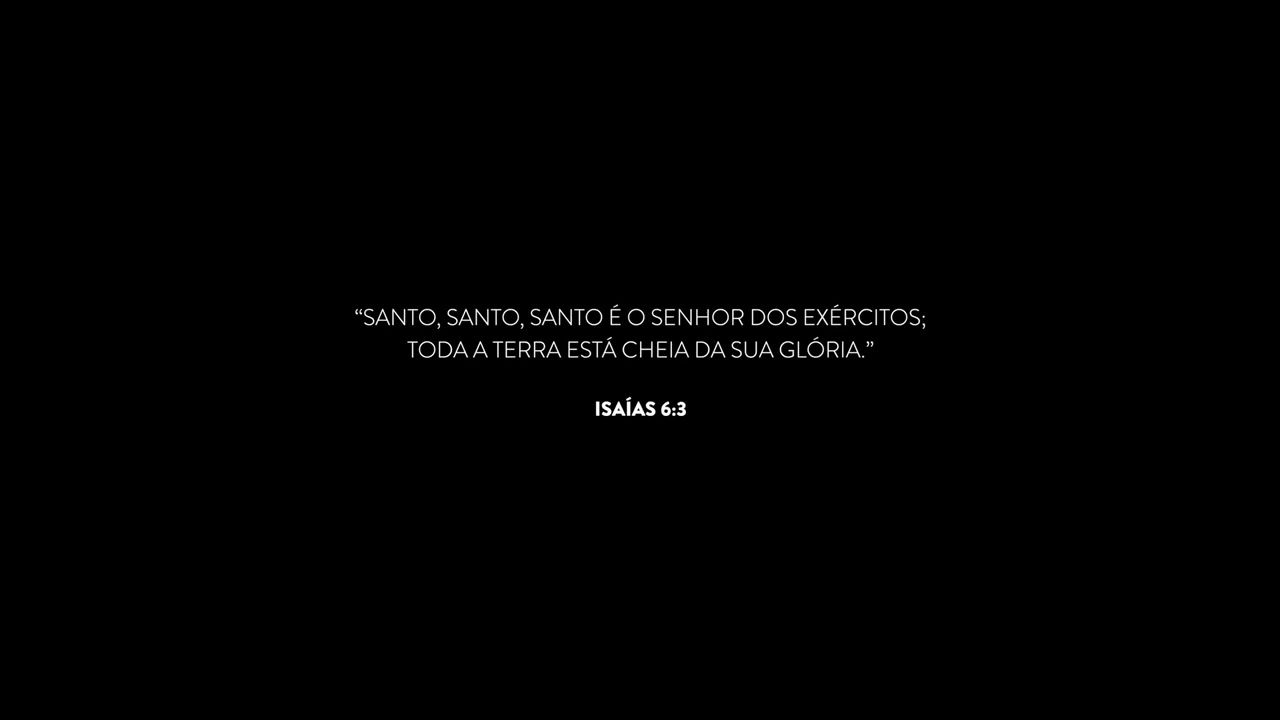 “SANTO, SANTO, SANTO É O SENHOR DOS EXÉRCITOS;
TODA A TERRA ESTÁ CHEIA DA SUA GLÓRIA.”
ISAÍAS 6:3